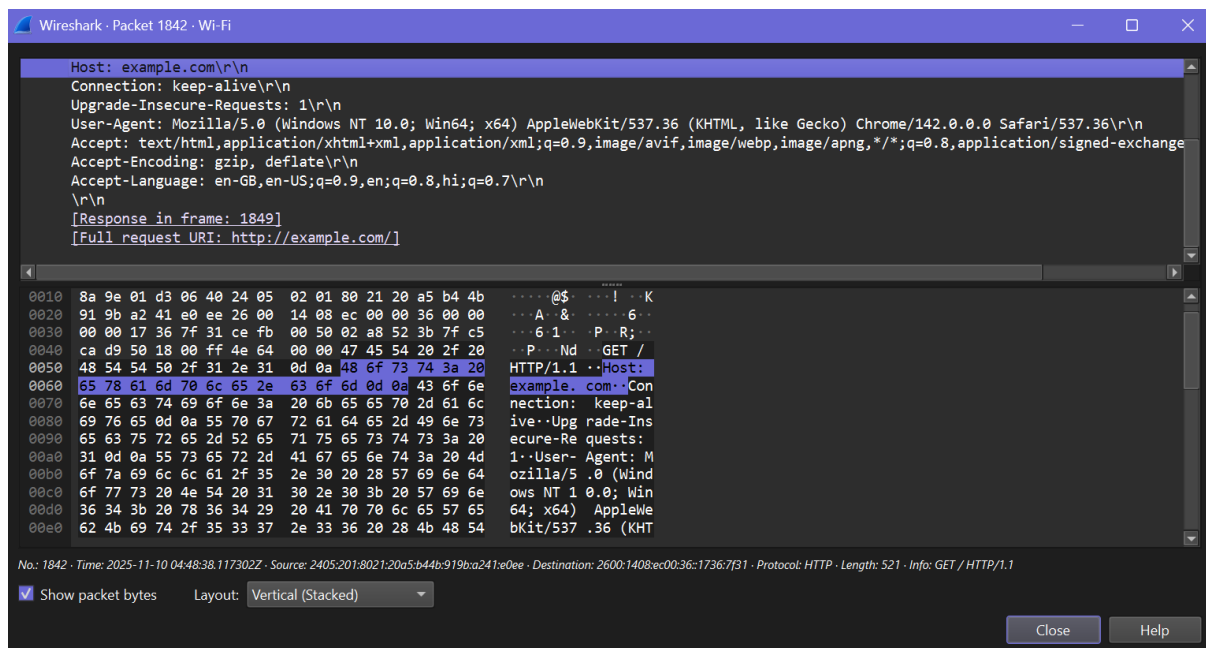 Wireshark · Packet 1842 · Wi-Fi
Host: example.com\r\n
Connection: keep-alive\r\n
Upgrade-Insecure-Requests: 1\r\n
User-Agent: Mozilla/5.0 (Windows NT 10.0; Win64; x64) AppleWebKit/537.36 (KHTML, like Gecko) Chrome/142.0.0.0 Safari/537.36\r\n
Accept: text/html,application/xhtml+xml,application/xml;q=0.9,image/avif,image/webp,image/apng,*/*;q=0.8,application/signed-exchange
Accept-Encoding: gzip, deflate\r\n
Accept-Language: en-GB,en-US;q=0.9,en;q=0.8,hi;q=0.7\r\n
\r\n
[Response in frame: 1849]
[Full request URI: http://example.com/]
0010 8a 9e 01 d3 06 40 24 05 02 01 80 21 20 a5 b4 4b ·····@$· ···! ··K
0020 91 9b a2 41 e0 ee 26 00 14 08 ec 00 00 36 00 00 ···A··&· ·····6··
0030 00 00 17 36 7f 31 ce fb 00 50 02 a8 52 3b 7f c5 ···6·1·· ·P··R;··
0040 ca d9 50 18 00 ff 4e 64 00 00 47 45 54 20 2f 20 ··P···Nd ··GET /
0050 48 54 54 50 2f 31 2e 31 0d 0a 48 6f 73 74 3a 20 HTTP/1.1 ··Host:
0060 65 78 61 6d 70 6c 65 2e 63 6f 6d 0d 0a 43 6f 6e example. com··Con
0070 6e 65 63 74 69 6f 6e 3a 20 6b 65 65 70 2d 61 6c nection: keep-al
0080 69 76 65 0d 0a 55 70 67 72 61 64 65 2d 49 6e 73 ive··Upg rade-Ins
0090 65 63 75 72 65 2d 52 65 71 75 65 73 74 73 3a 20 ecure-Re quests:
00a0 31 0d 0a 55 73 65 72 2d 41 67 65 6e 74 3a 20 4d 1··User- Agent: M
00b0 6f 7a 69 6c 6c 61 2f 35 2e 30 20 28 57 69 6e 64 ozilla/5 .0 (Wind
00c0 6f 77 73 20 4e 54 20 31 30 2e 30 3b 20 57 69 6e ows NT 1 0.0; Win
00d0 36 34 3b 20 78 36 34 29 20 41 70 70 6c 65 57 65 64; x64) AppleWe
00e0 62 4b 69 74 2f 35 33 37 2e 33 36 20 28 4b 48 54 bKit/537 .36 (KHT
No.: 1842 · Time: 2025-11-10 04:48:38.117302Z · Source: 2405:201:8021:20a5:b44b:919b:a241:e0ee · Destination: 2600:1408:ec00:36::1736:7f31 · Protocol: HTTP · Length: 521 · Info: GET / HTTP/1.1
Show packet bytes Layout: Vertical (Stacked)
Close Help